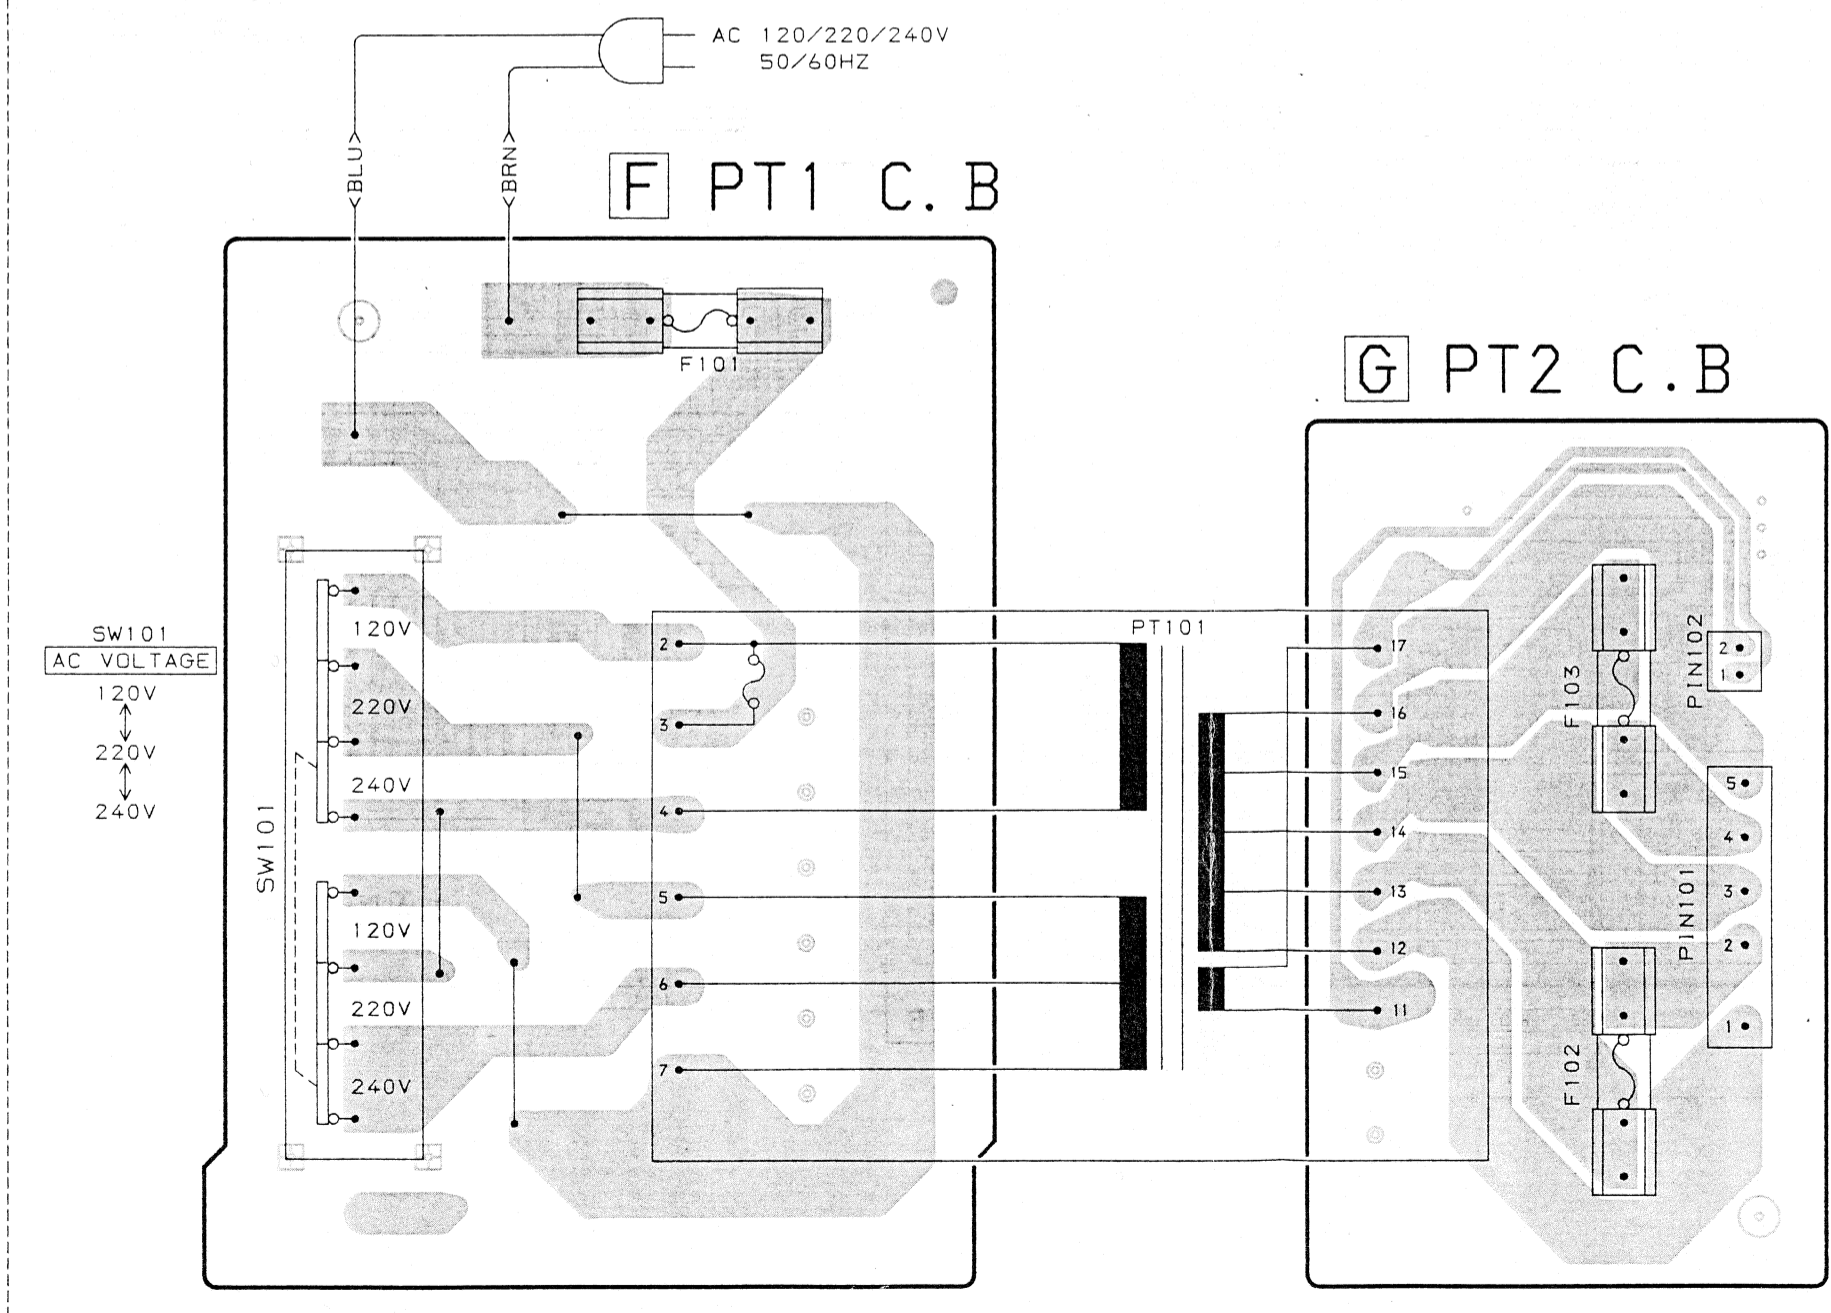 AC 120/220/240V
50/60HZ
<BLU>
<BRN>
F PT1 C.B
F101
G PT2 C.B
SW101
AC VOLTAGE
120V
220V
240V
SW101
120V
220V
240V
120V
220V
240V
2
3
4
5
6
7
PT101
17
16
15
14
13
12
11
F103
F102
PIN102
2
1
PIN101
5
4
3
2
1